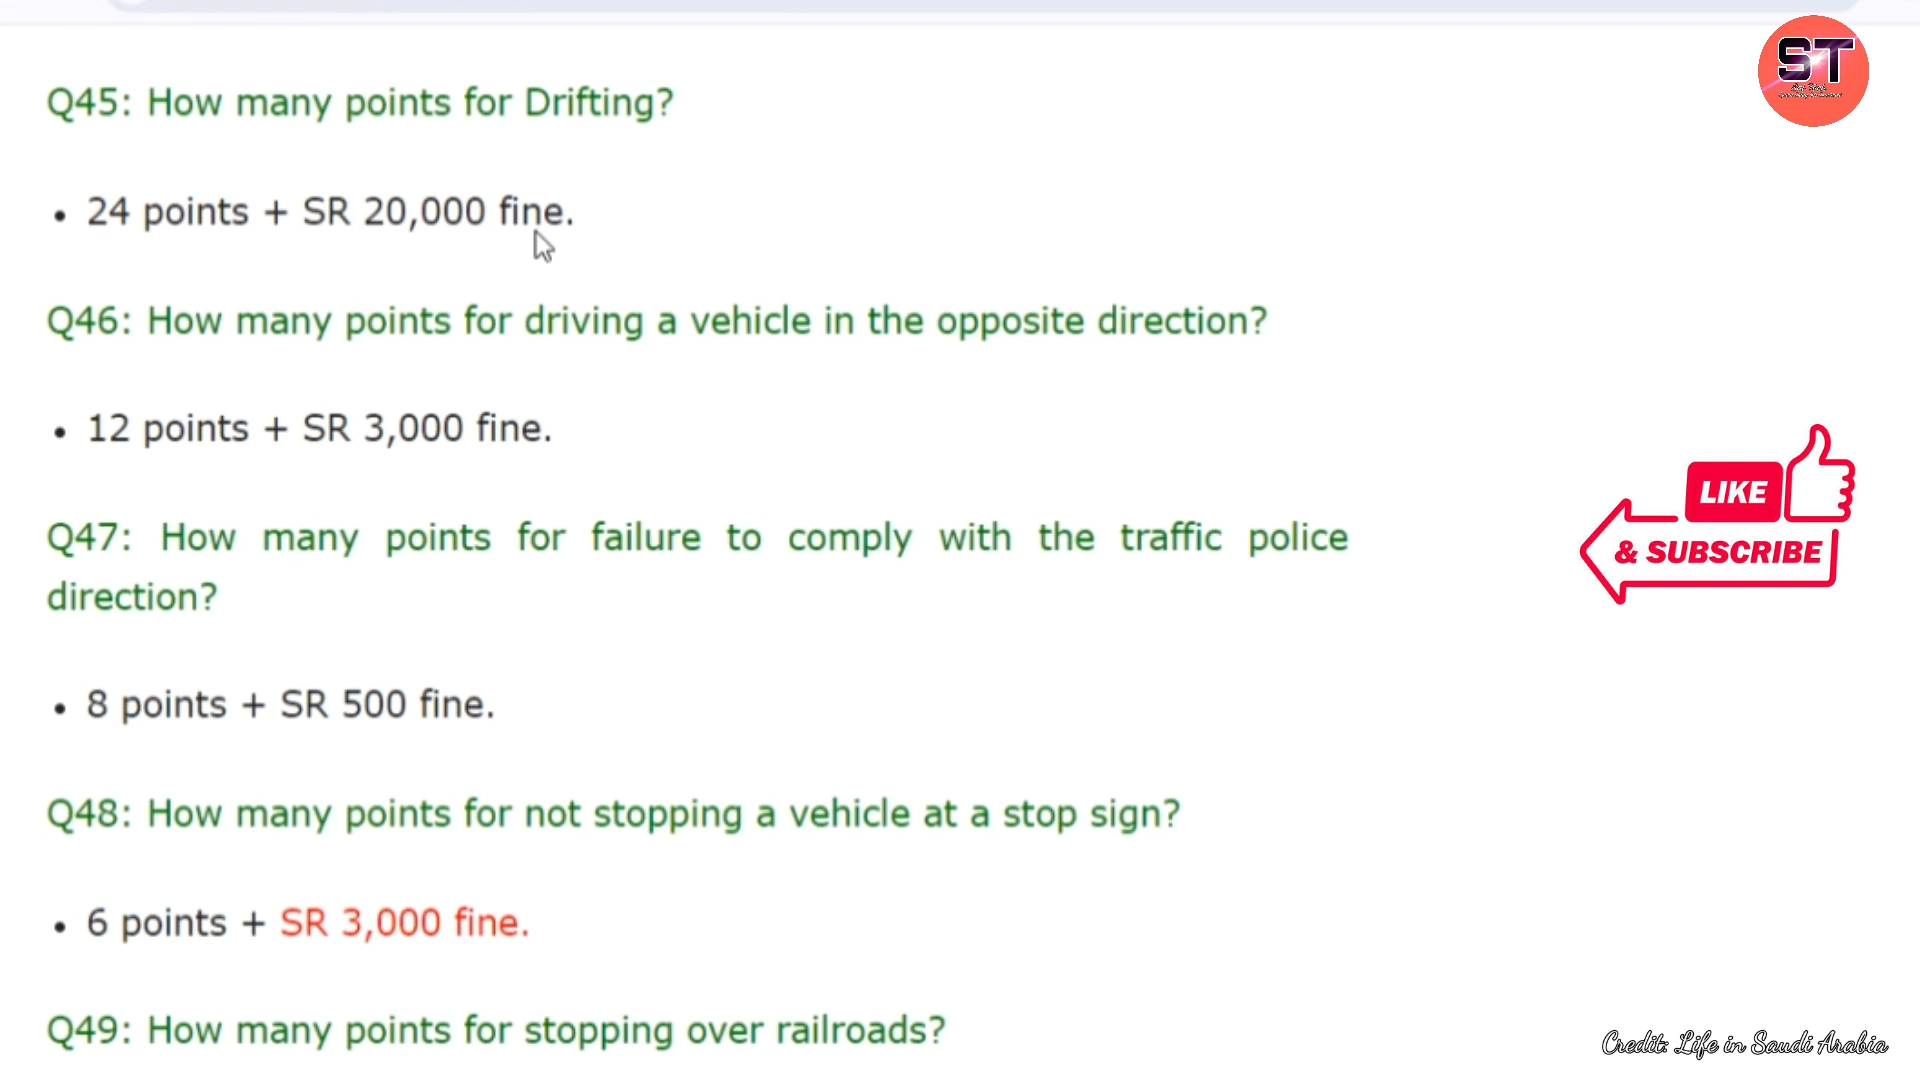 ST
Q45: How many points for Drifting?
• 24 points + SR 20,000 fine.
Q46: How many points for driving a vehicle in the opposite direction?
• 12 points + SR 3,000 fine.
LIKE
& SUBSCRIBE
Q47: How many points for failure to comply with the traffic police
direction?
• 8 points + SR 500 fine.
Q48: How many points for not stopping a vehicle at a stop sign?
• 6 points + SR 3,000 fine.
Q49: How many points for stopping over railroads?
Credit: Life in Saudi Arabia